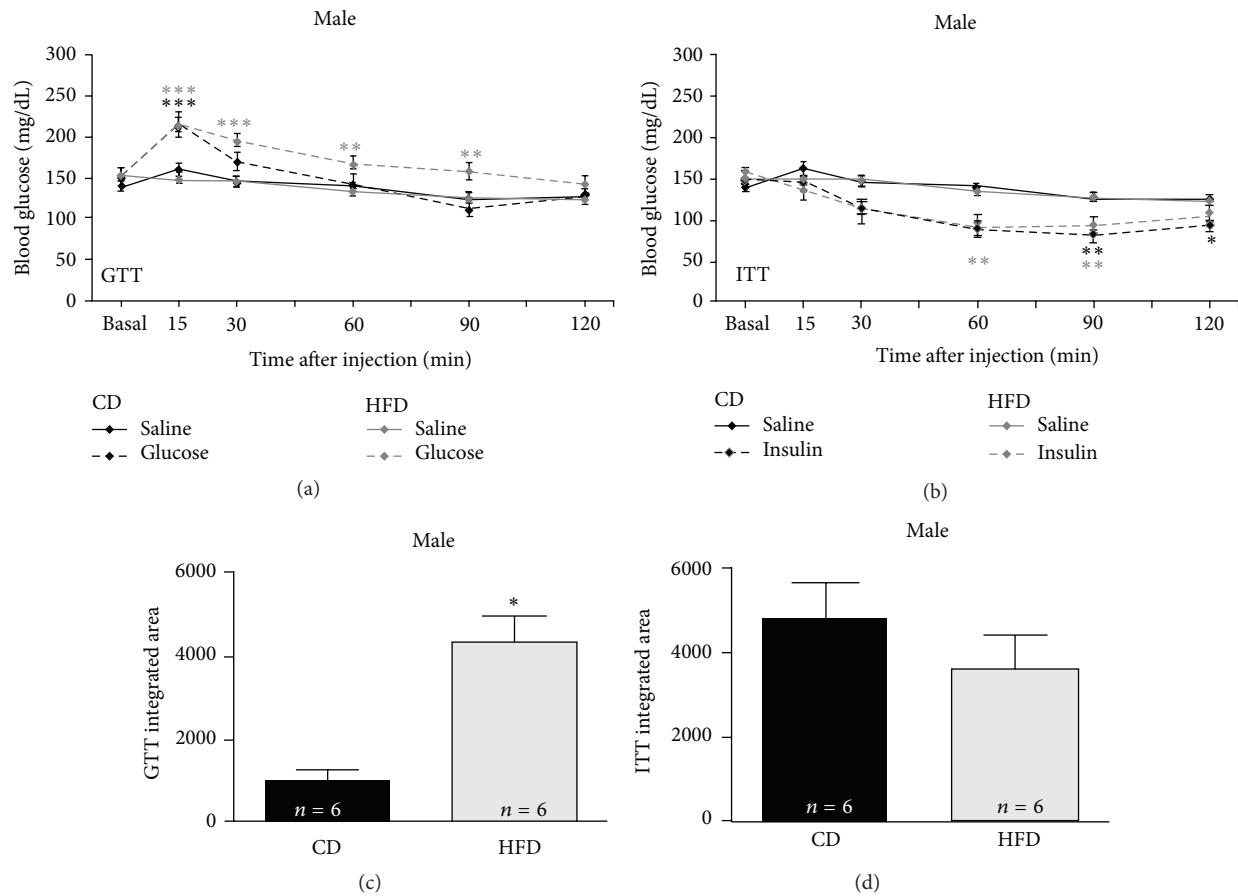 Male
300
250
200
150
100
50
0
Blood glucose (mg/dL)
***
***
***
**
**
GTT
Basal 15 30 60 90 120
Time after injection (min)
CD
Saline
Glucose
HFD
Saline
Glucose
(a)
Male
300
250
200
150
100
50
0
Blood glucose (mg/dL)
**
**
**
*
ITT
Basal 15 30 60 90 120
Time after injection (min)
CD
Saline
Insulin
HFD
Saline
Insulin
(b)
Male
6000
4000
2000
0
GTT integrated area
*
n = 6
n = 6
CD HFD
(c)
Male
6000
4000
2000
0
ITT integrated area
n = 6
n = 6
CD HFD
(d)